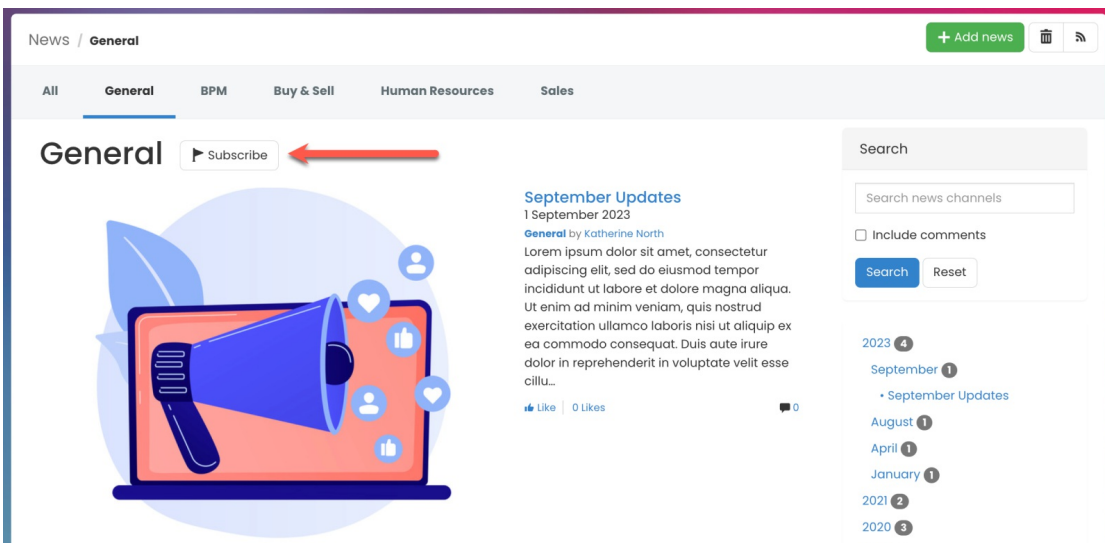 News / General
+ Add news
All General BPM Buy & Sell Human Resources Sales
General
Subscribe
September Updates
1 September 2023
General by Katherine North
Lorem ipsum dolor sit amet, consectetur
adipiscing elit, sed do eiusmod tempor
incididunt ut labore et dolore magna aliqua.
Ut enim ad minim veniam, quis nostrud
exercitation ullamco laboris nisi ut aliquip ex
ea commodo consequat. Duis aute irure
dolor in reprehenderit in voluptate velit esse
cillu...
Like 0 Likes
0
Search
Search news channels
Include comments
Search Reset
2023 4
September 1
• September Updates
August 1
April 1
January 1
2021 2
2020 3